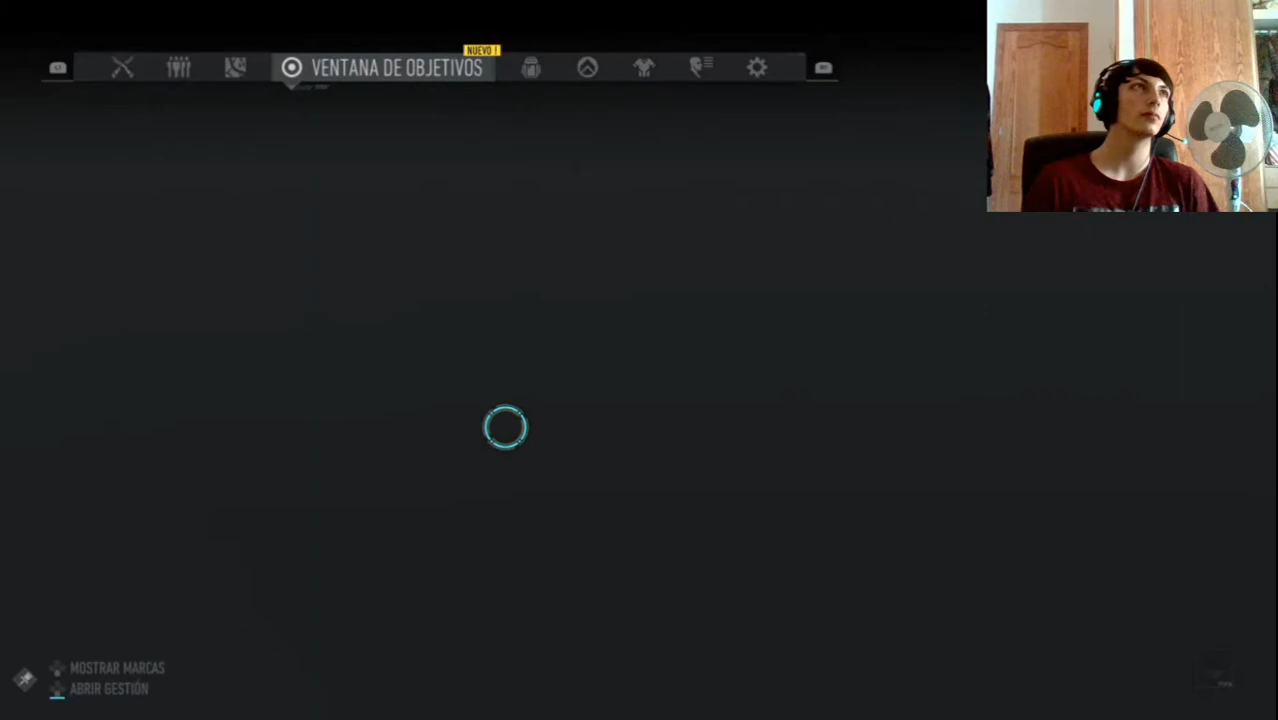 NUEVO !
VENTANA DE OBJETIVOS
MOSTRAR MARCAS
ABRIR GESTIÓN